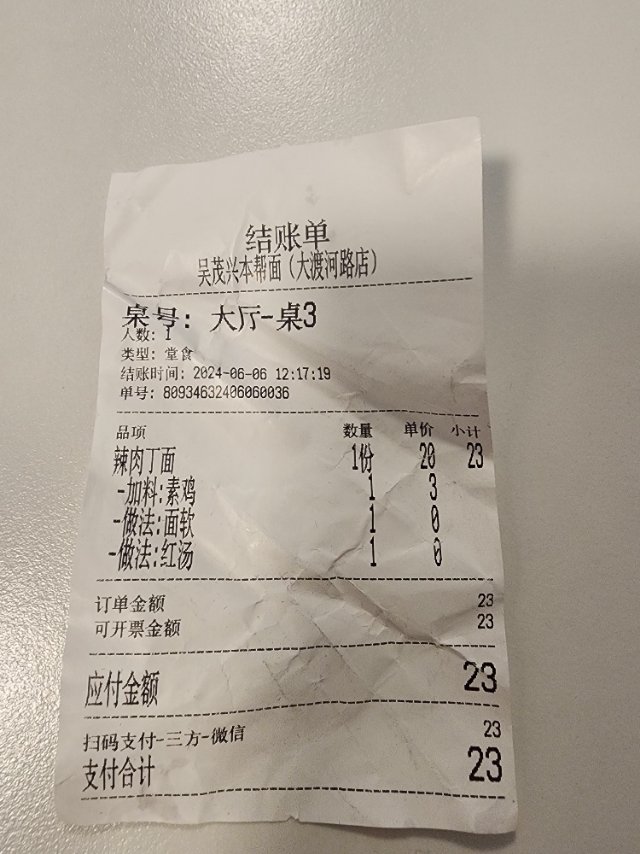 结账单
吴茂兴本帮面（大渡河路店）
桌号: 大厅-桌3
人数: 1
类型: 堂食
结账时间: 2024-06-06 12:17:19
单号: 80934632406060036
品项 数量 单价 小计
辣肉丁面 1份 20 23
-加料:素鸡 1 3
-做法:面软 1 0
-做法:红汤 1 0
订单金额 23
可开票金额 23
应付金额 23
扫码支付-三方-微信 23
支付合计 23